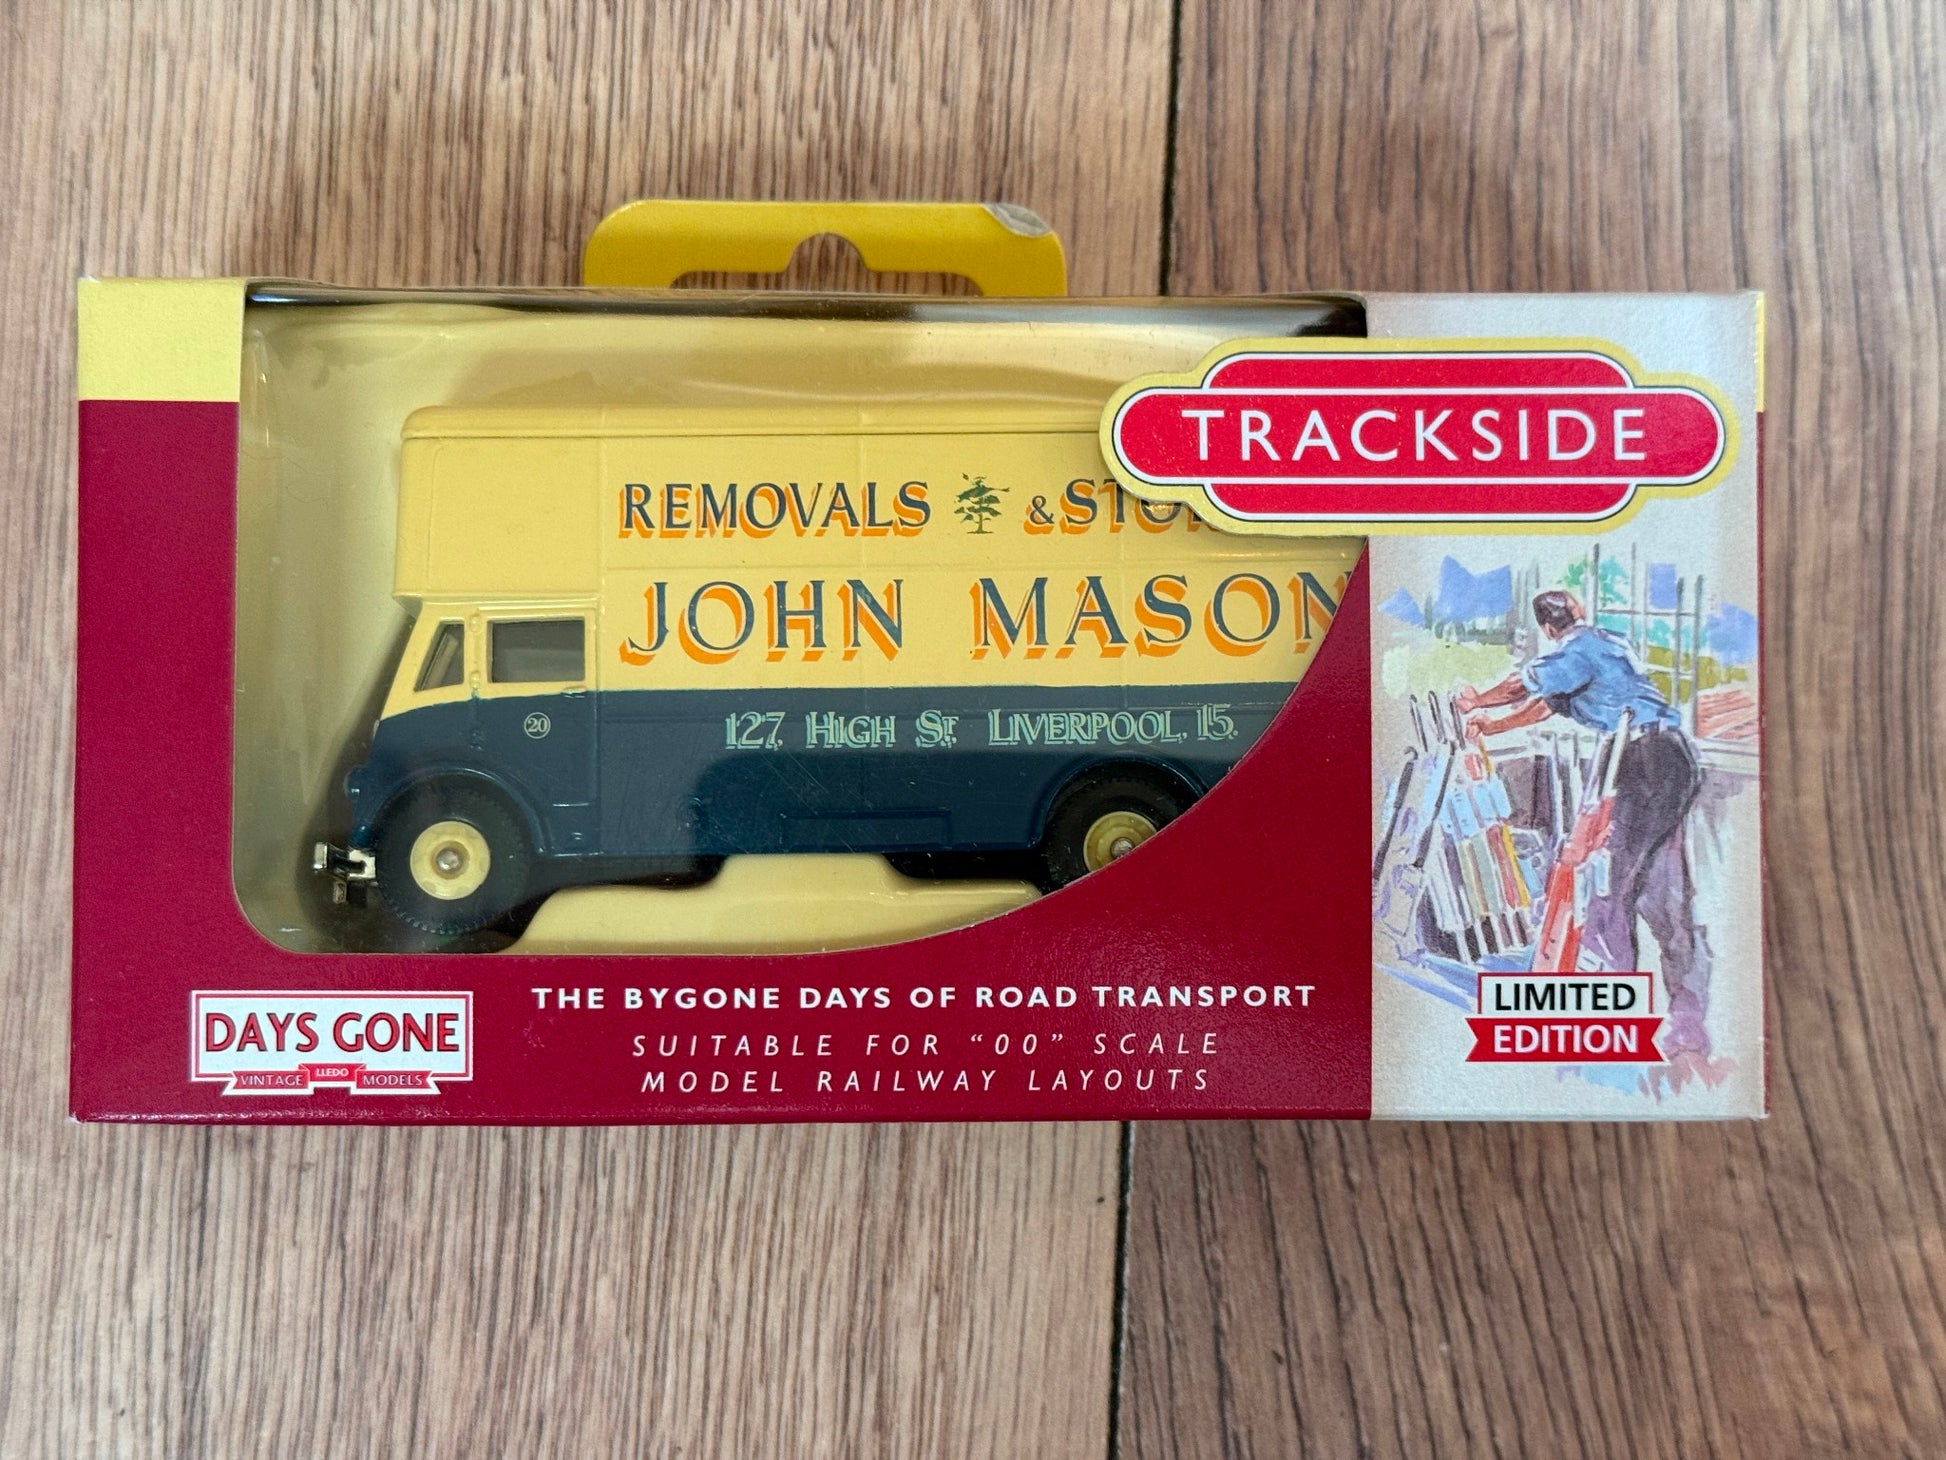 TRACKSIDE
REMOVALS & STO
JOHN MASON
20
127, HIGH ST. LIVERPOOL, 15.
DAYS GONE
VINTAGE LLEDO MODELS
THE BYGONE DAYS OF ROAD TRANSPORT
SUITABLE FOR “00” SCALE
MODEL RAILWAY LAYOUTS
LIMITED
EDITION